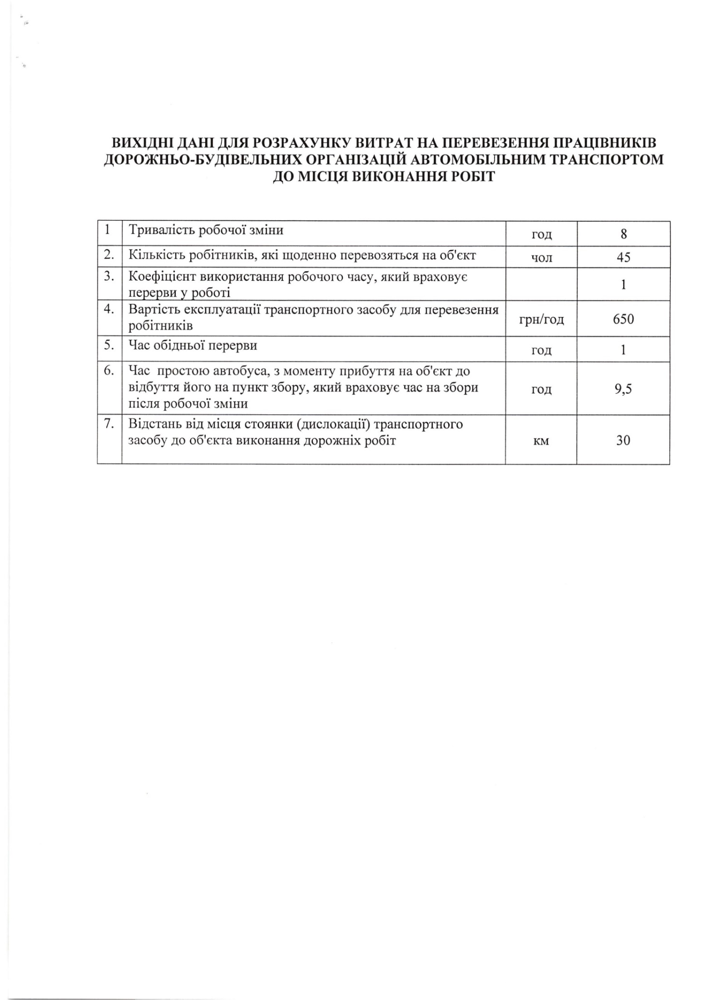 ВИХІДНІ ДАНІ ДЛЯ РОЗРАХУНКУ ВИТРАТ НА ПЕРЕВЕЗЕННЯ ПРАЦІВНИКІВ
ДОРОЖНЬО-БУДІВЕЛЬНИХ ОРГАНІЗАЦІЙ АВТОМОБІЛЬНИМ ТРАНСПОРТОМ
ДО МІСЦЯ ВИКОНАННЯ РОБІТ
1 Тривалість робочої зміни год 8
2. Кількість робітників, які щоденно перевозяться на об'єкт чол 45
3. Коефіцієнт використання робочого часу, який враховує
перерви у роботі 1
4. Вартість експлуатації транспортного засобу для перевезення
робітників грн/год 650
5. Час обідньої перерви год 1
6. Час простою автобуса, з моменту прибуття на об'єкт до
відбуття його на пункт збору, який враховує час на збори
після робочої зміни год 9,5
7. Відстань від місця стоянки (дислокації) транспортного
засобу до об'єкта виконання дорожніх робіт км 30